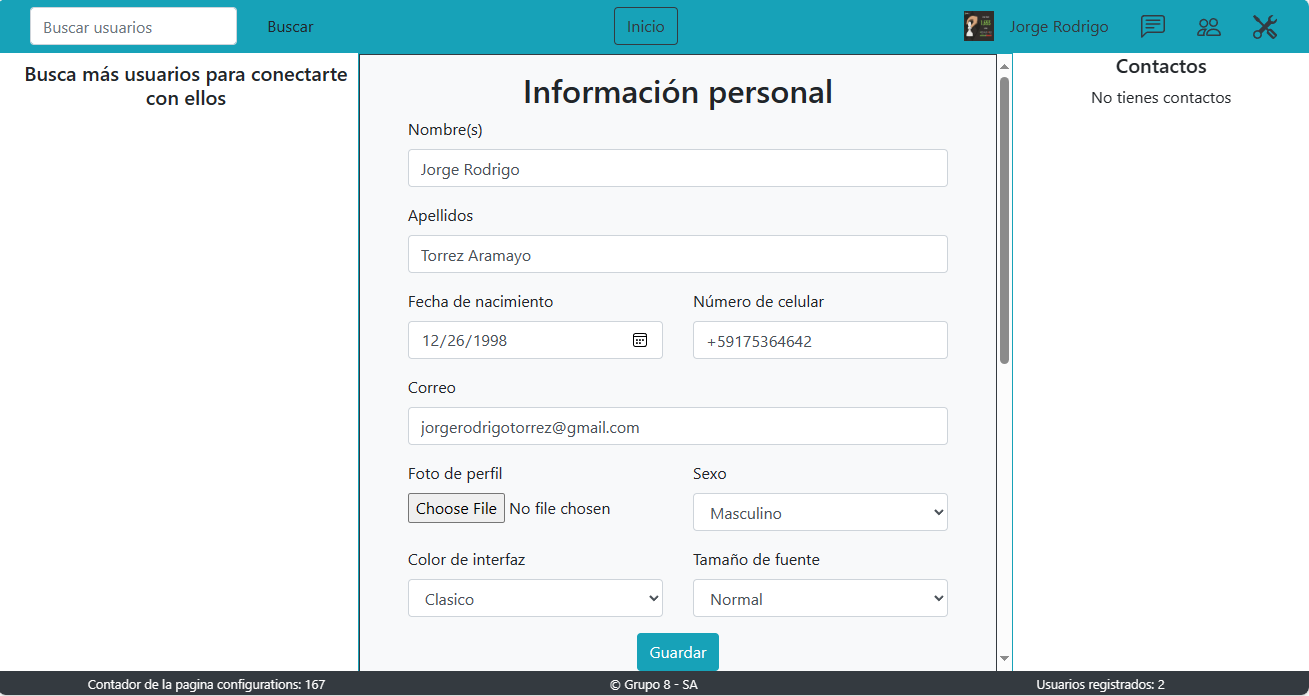 Buscar usuarios
Buscar
Inicio
Jorge Rodrigo
Busca más usuarios para conectarte
con ellos
Información personal
Nombre(s)
Jorge Rodrigo
Apellidos
Torrez Aramayo
Fecha de nacimiento
Número de celular
12/26/1998
+59175364642
Correo
jorgerodrigotorrez@gmail.com
Foto de perfil
Sexo
Choose File No file chosen
Masculino
Color de interfaz
Tamaño de fuente
Clasico
Normal
Guardar
Contactos
No tienes contactos
Contador de la pagina configurations: 167
© Grupo 8 - SA
Usuarios registrados: 2